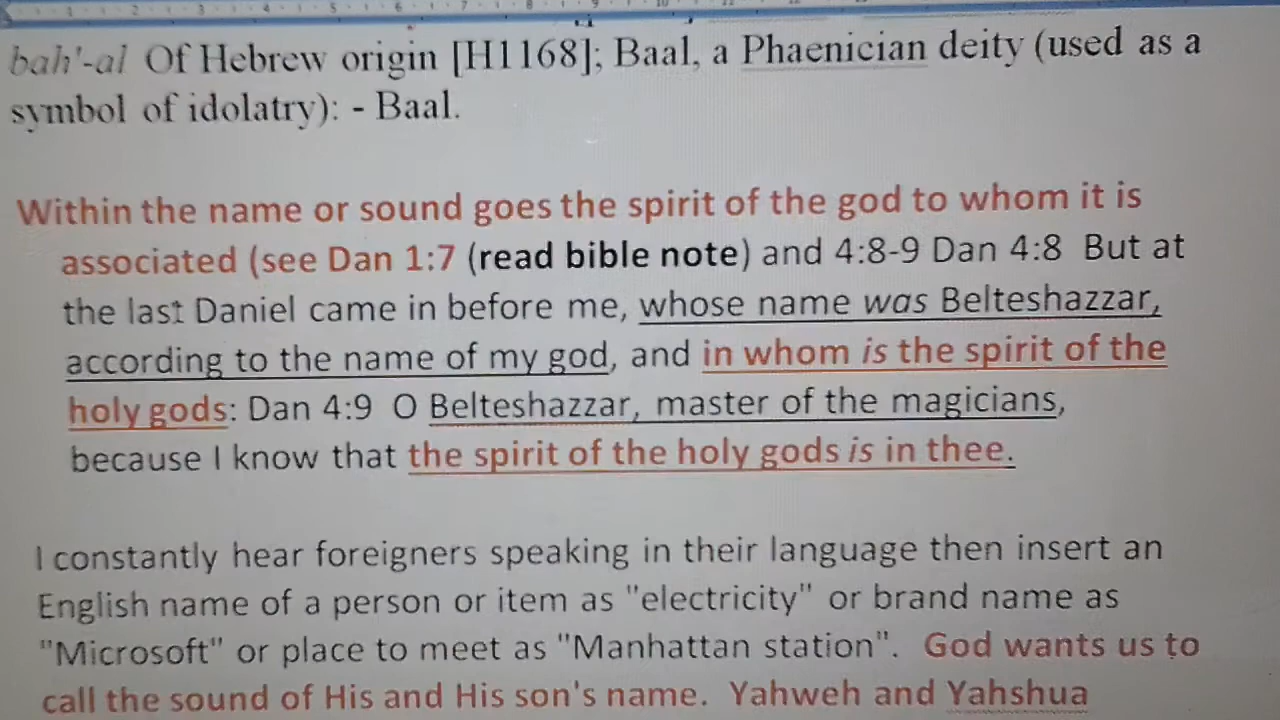 bah'-al Of Hebrew origin [H1168]; Baal, a Phaenician deity (used as a
symbol of idolatry): - Baal.
Within the name or sound goes the spirit of the god to whom it is
associated (see Dan 1:7 (read bible note) and 4:8-9 Dan 4:8 But at
the last Daniel came in before me, whose name was Belteshazzar,
according to the name of my god, and in whom is the spirit of the
holy gods: Dan 4:9 O Belteshazzar, master of the magicians,
because I know that the spirit of the holy gods is in thee.
I constantly hear foreigners speaking in their language then insert an
English name of a person or item as "electricity" or brand name as
"Microsoft" or place to meet as "Manhattan station". God wants us to
call the sound of His and His son's name. Yahweh and Yahshua